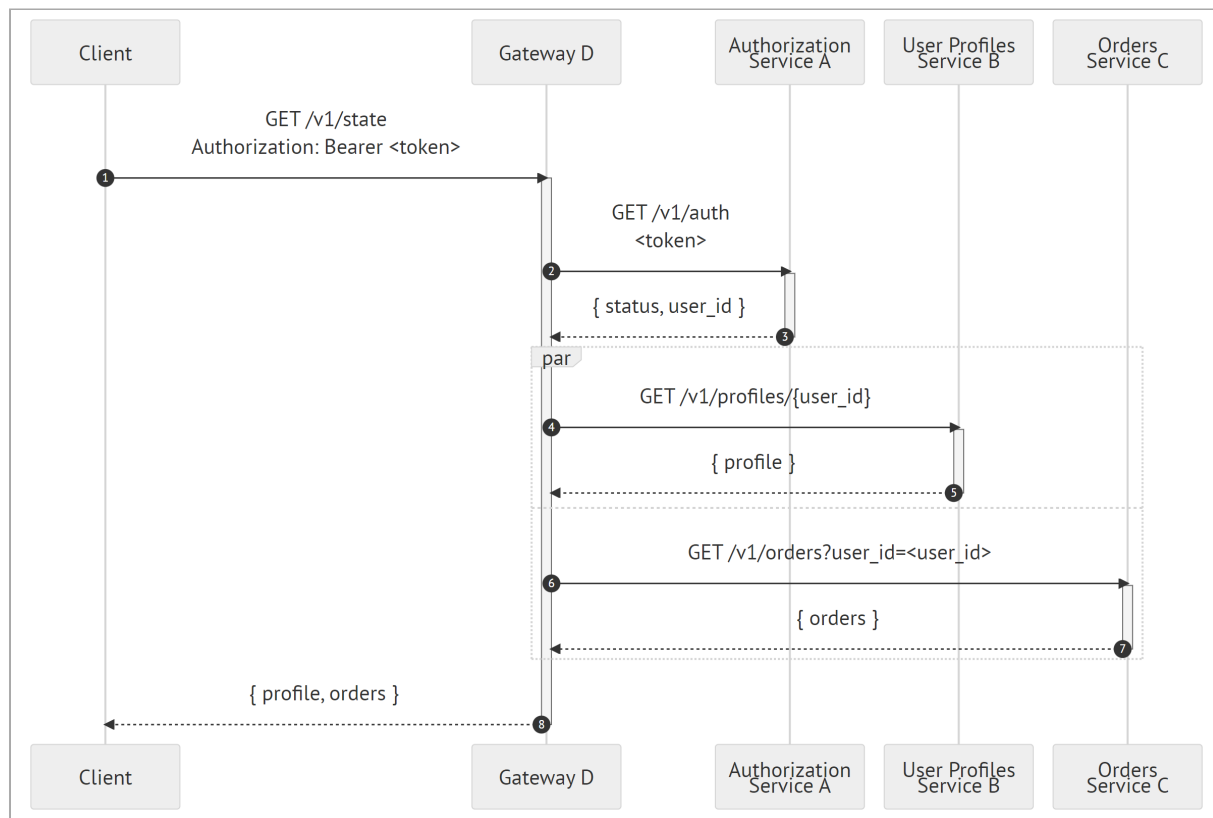 Client
Gateway D
Authorization
Service A
User Profiles
Service B
Orders
Service C
GET /v1/state
Authorization: Bearer <token>
1
GET /v1/auth
<token>
2
{ status, user_id }
3
par
GET /v1/profiles/{user_id}
4
{ profile }
5
GET /v1/orders?user_id=<user_id>
6
{ orders }
7
{ profile, orders }
8
Client
Gateway D
Authorization
Service A
User Profiles
Service B
Orders
Service C